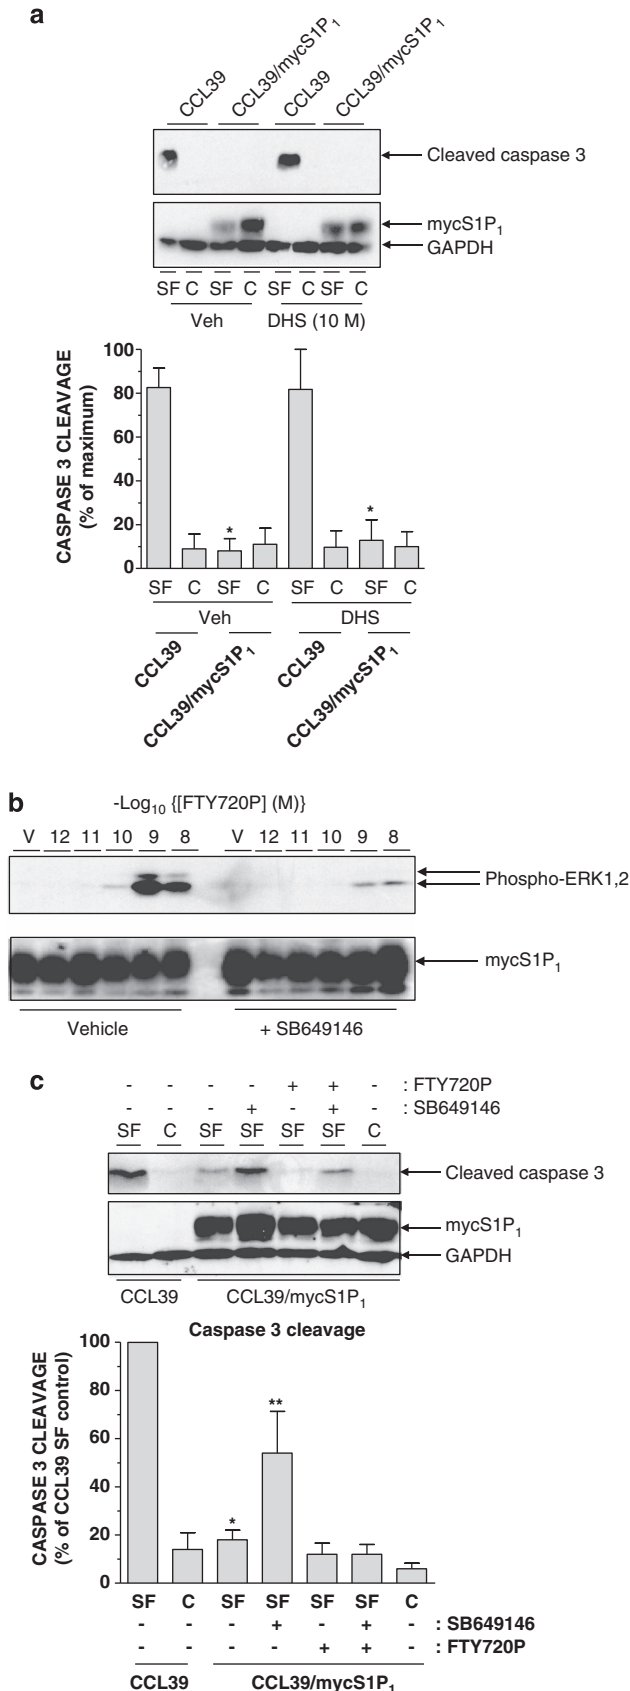 a
CCL39 CCL39/mycS1P1 CCL39 CCL39/mycS1P1
Cleaved caspase 3
mycS1P1
GAPDH
SF C SF C SF C SF C
Veh DHS (10 M)
CASPASE 3 CLEAVAGE
(% of maximum)
100
80
60
40
20
0
* *
SF C SF C SF C SF C
Veh DHS
CCL39 CCL39/mycS1P1 CCL39 CCL39/mycS1P1
b
-Log10 {[FTY720P] (M)}
V 12 11 10 9 8 V 12 11 10 9 8
Phospho-ERK1,2
mycS1P1
Vehicle + SB649146
c
- - - - + + - : FTY720P
- - - + - + - : SB649146
SF C SF SF SF SF C
Cleaved caspase 3
mycS1P1
GAPDH
CCL39 CCL39/mycS1P1
Caspase 3 cleavage
CASPASE 3 CLEAVAGE
(% of CCL39 SF control)
100
80
60
40
20
0
* **
SF C SF SF SF SF C
- - - + - + - : SB649146
- - - - + + - : FTY720P
CCL39 CCL39/mycS1P1